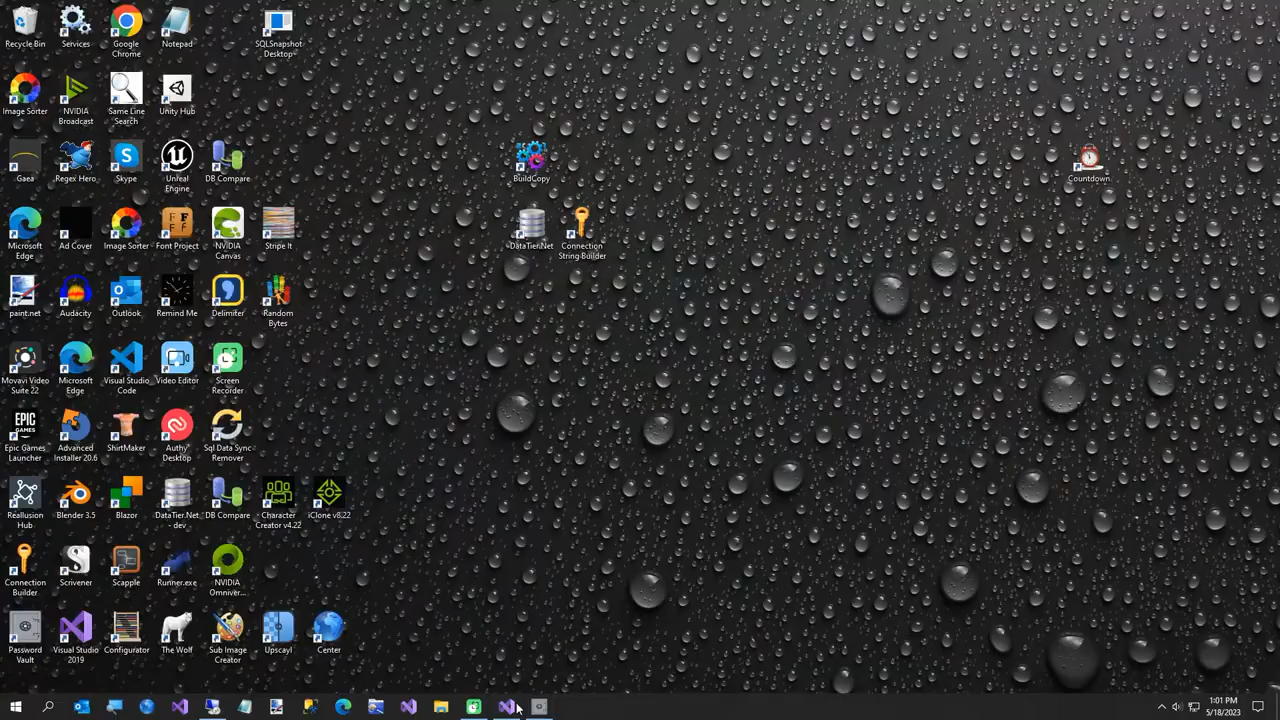 Recycle Bin
Services
Google
Chrome
Notepad
SQLSnapshot
Desktop
Image Sorter
NVIDIA
Broadcast
Same Line
Search
Unity Hub
Gaea
Regex Hero
Skype
Unreal
Engine
DB Compare
BuildCopy
Countdown
Microsoft
Edge
Ad Cover
Image Sorter
Font Project
NVIDIA
Canvas
Stripe It
DataTier.Net
Connection
String Builder
paint.net
Audacity
Outlook
Remind Me
Delimiter
Random
Bytes
Movavi Video
Suite 22
Microsoft
Edge
Visual Studio
Code
Video Editor
Screen
Recorder
EPIC
GAMES
Epic Games
Launcher
Advanced
Installer 20.6
ShirtMaker
Authy
Desktop
Sql Data Sync
Remover
Reallusion
Hub
Blender 3.5
Blazor
DataTier.Net
- dev
DB Compare
Character
Creator v4.22
iClone v8.22
Connection
Builder
Scrivener
Scapple
Runner.exe
NVIDIA
Omniver...
Password
Vault
Visual Studio
2019
Configurator
The Wolf
Sub Image
Creator
Upscayl
Center
1:01 PM
5/18/2023